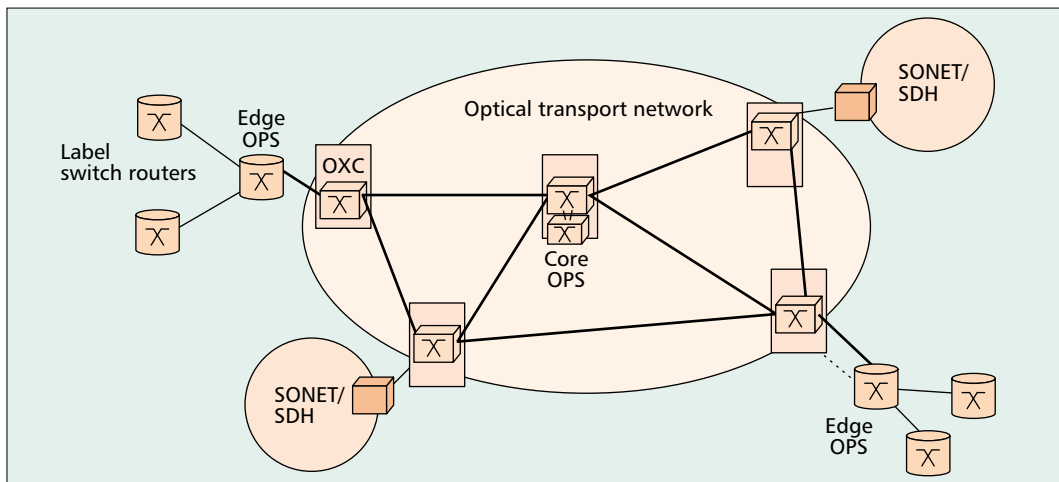 SONET/
SDH
Optical transport network
Edge
OPS
Label
switch routers
OXC
Core
OPS
SONET/
SDH
Edge
OPS